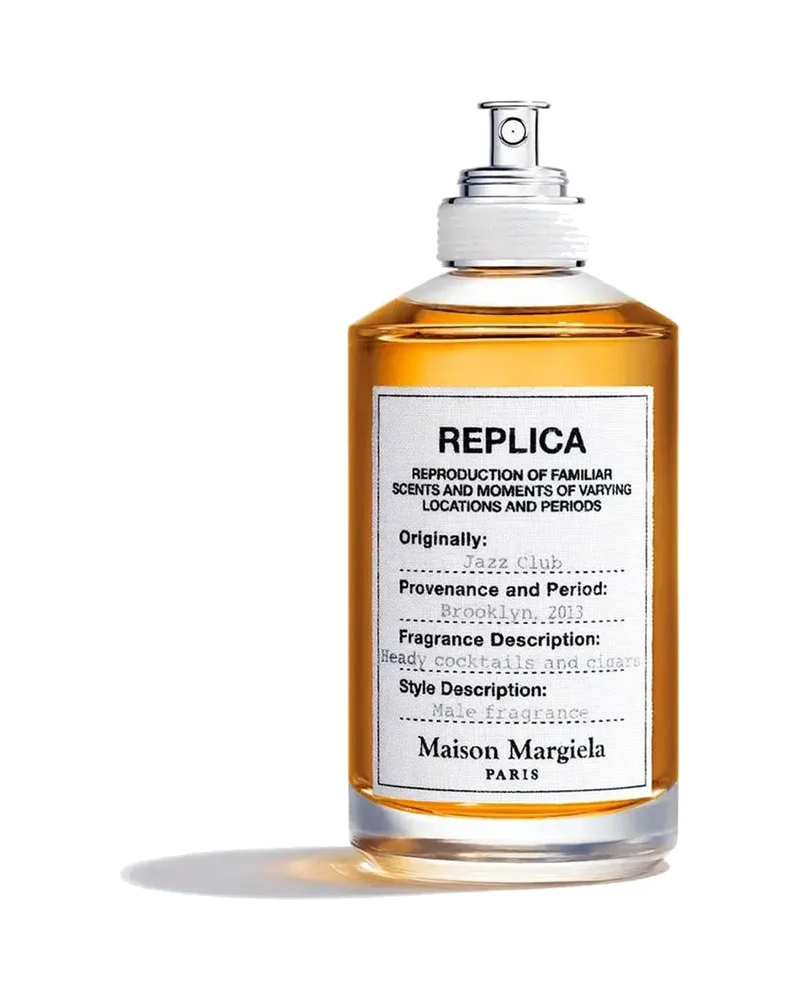 REPLICA
REPRODUCTION OF FAMILIAR
SCENTS AND MOMENTS OF VARYING
LOCATIONS AND PERIODS
Originally:
Jazz Club
Provenance and Period:
Brooklyn, 2013
Fragrance Description:
Heady cocktails and cigars
Style Description:
Male fragrance
Maison Margiela
PARIS